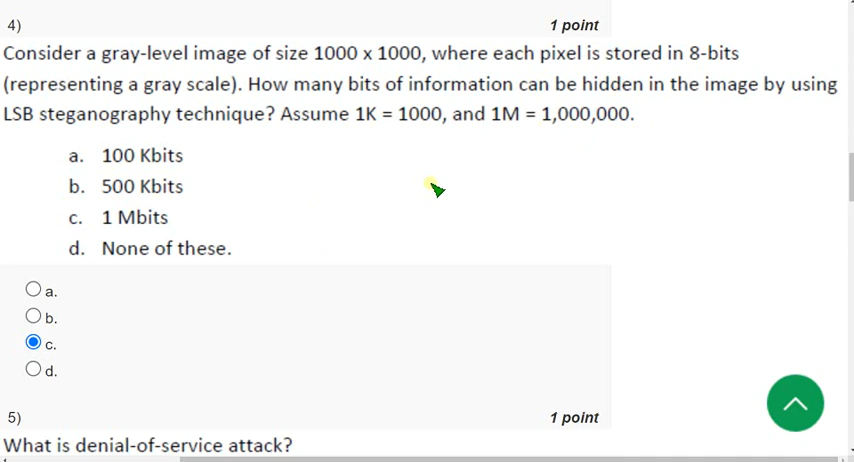 4) 1 point
Consider a gray-level image of size 1000 x 1000, where each pixel is stored in 8-bits
(representing a gray scale). How many bits of information can be hidden in the image by using
LSB steganography technique? Assume 1K = 1000, and 1M = 1,000,000.
a. 100 Kbits
b. 500 Kbits
c. 1 Mbits
d. None of these.
a.
b.
c.
d.
5) 1 point
What is denial-of-service attack?